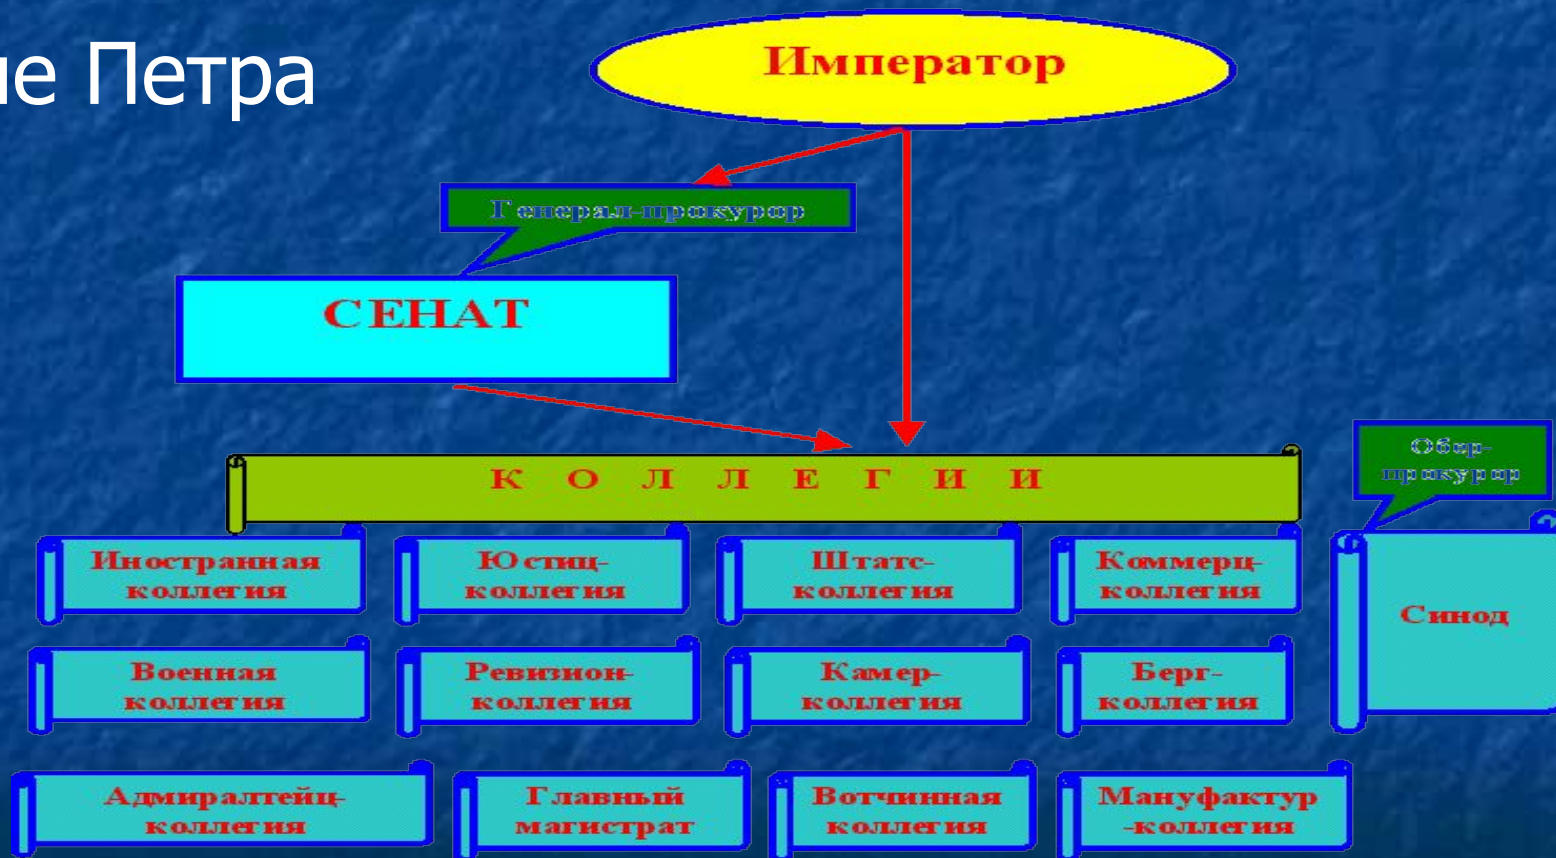 ие Петра
Император
Генерал-прокурор
СЕНАТ
К О Л Л Е Г И И
Обер-
прокурор
Иностранная
коллегия
Юстиц-
коллегия
Штатс-
коллегия
Коммерц-
коллегия
Синод
Военная
коллегия
Ревизион-
коллегия
Камер-
коллегия
Берг-
коллегия
Адмиралтейц-
коллегия
Главный
магистрат
Вотчинная
коллегия
Мануфактур
-коллегия